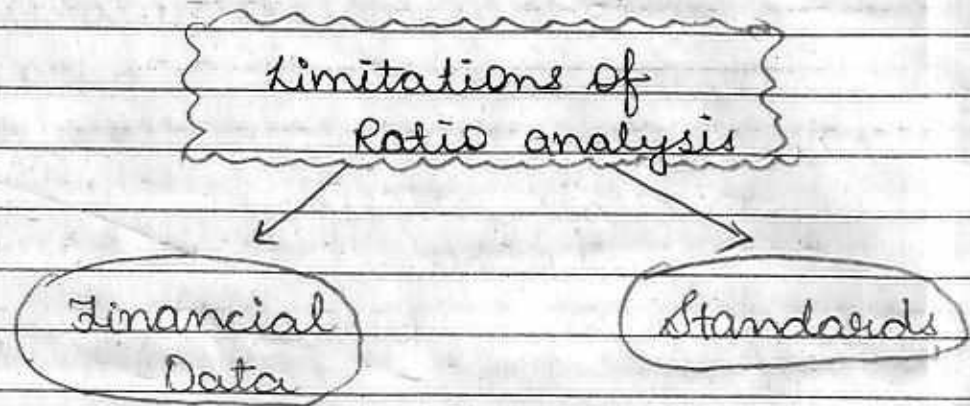 Limitations of
Ratio analysis
Financial
Data
Standards